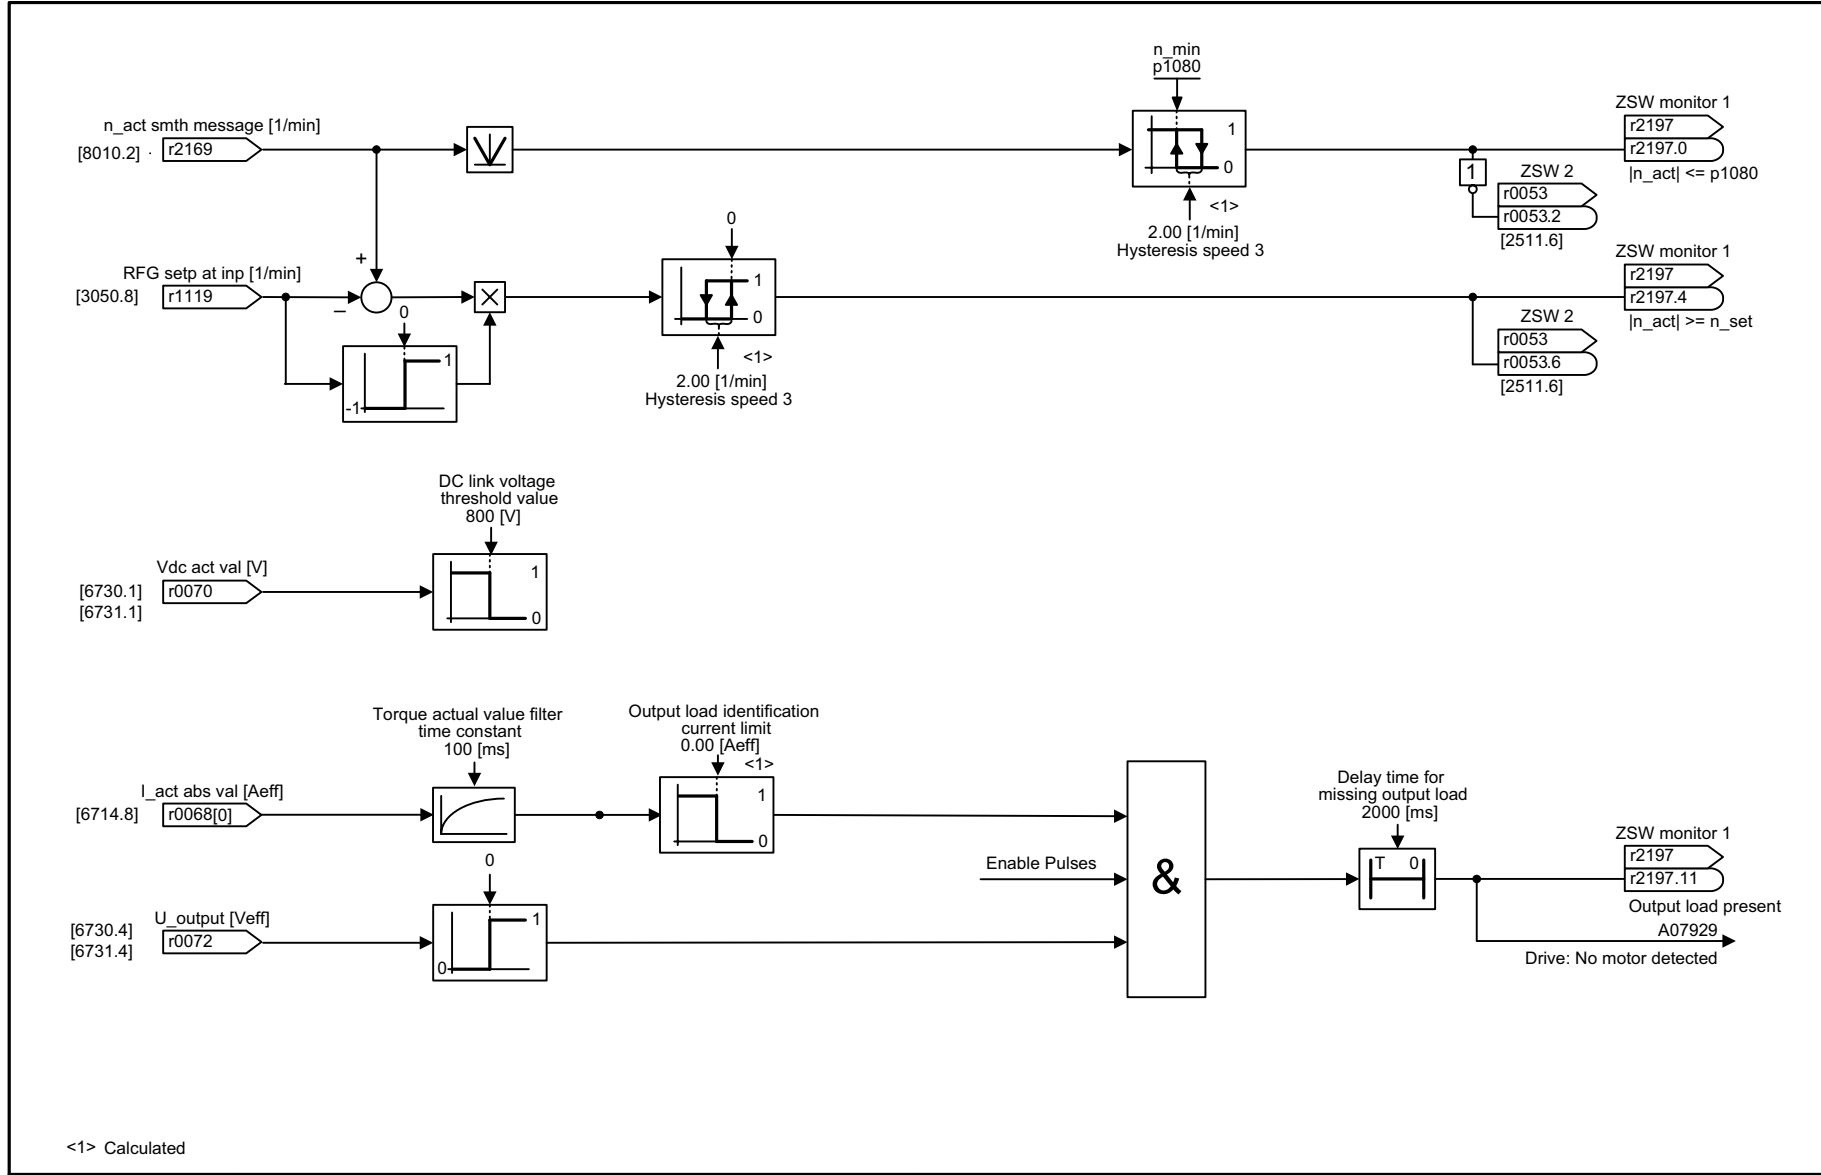 n_min
p1080
ZSW monitor 1
n_act smth message [1/min]
[8010.2] .
r2169
1
0
r2197
r2197.0
|n_act| <= p1080
1
ZSW 2
r0053
r0053.2
[2511.6]
<1>
2.00 [1/min]
Hysteresis speed 3
0
+
RFG setp at inp [1/min]
[3050.8]
r1119
–
0
1
0
ZSW monitor 1
r2197
r2197.4
|n_act| >= n_set
ZSW 2
r0053
r0053.6
[2511.6]
1
-1
<1>
2.00 [1/min]
Hysteresis speed 3
DC link voltage
threshold value
800 [V]
Vdc act val [V]
[6730.1]
[6731.1]
r0070
1
0
Torque actual value filter
time constant
100 [ms]
Output load identification
current limit
0.00 [Aeff]
<1>
I_act abs val [Aeff]
[6714.8]
r0068[0]
1
0
Delay time for
missing output load
2000 [ms]
0
Enable Pulses
&
T 0
ZSW monitor 1
r2197
r2197.11
Output load present
A07929
Drive: No motor detected
U_output [Veff]
[6730.4]
[6731.4]
r0072
1
0
<1> Calculated